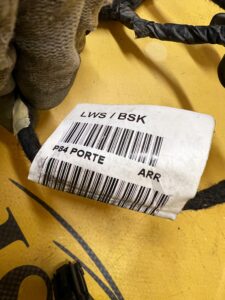 LWS / BSK
P84 PORTE ARR